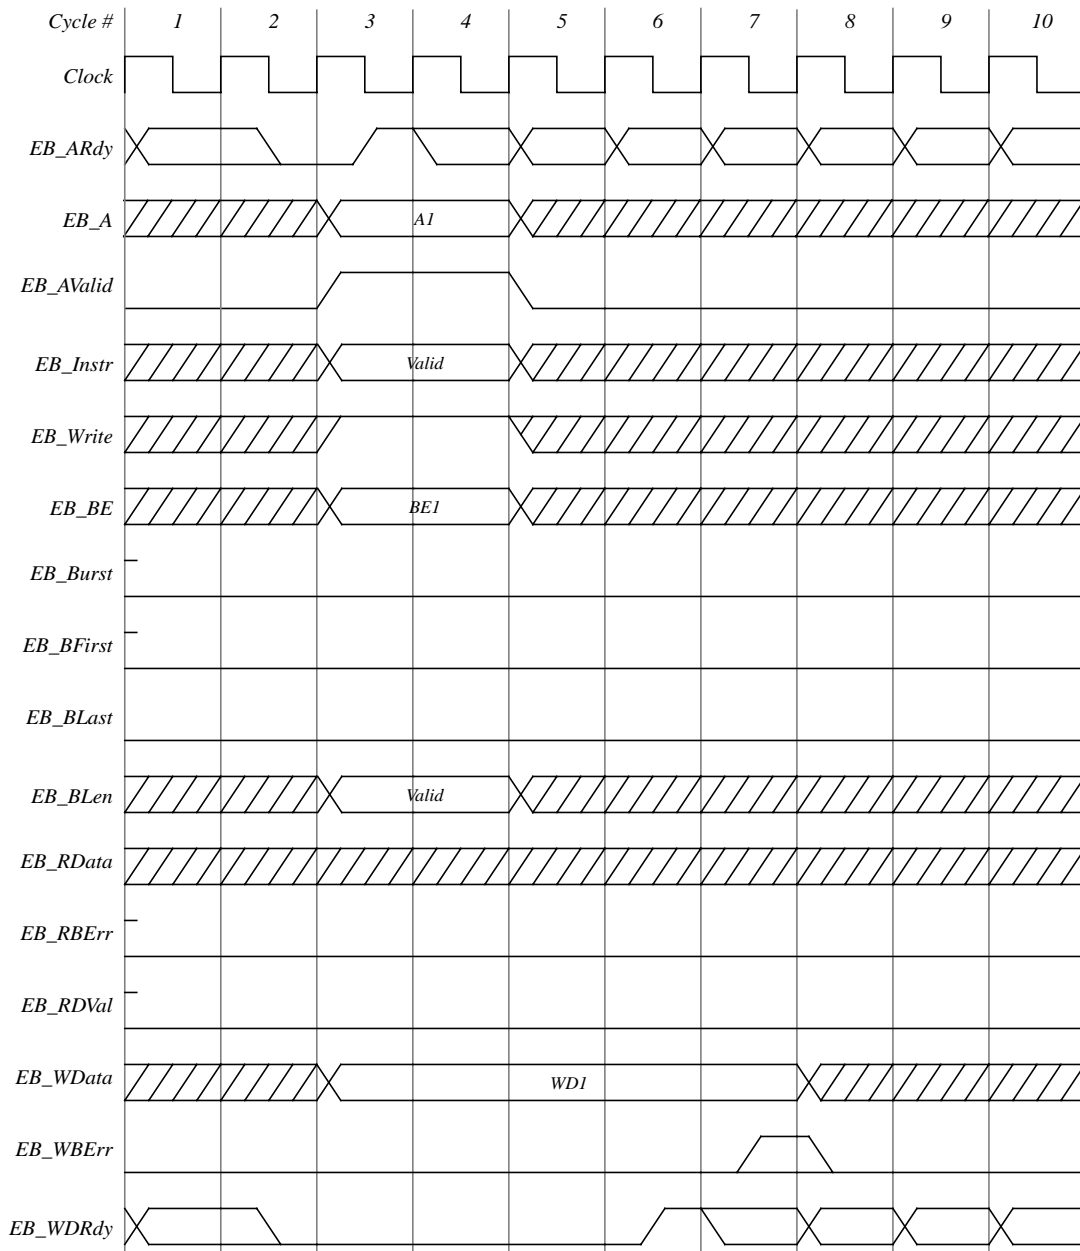 Cycle # 1 2 3 4 5 6 7 8 9 10
Clock
EB_ARdy
EB_A A1
EB_AValid
EB_Instr Valid
EB_Write
EB_BE BE1
EB_Burst
EB_BFirst
EB_BLast
EB_BLen Valid
EB_RData
EB_RBErr
EB_RDVal
EB_WData WD1
EB_WBErr
EB_WDRdy